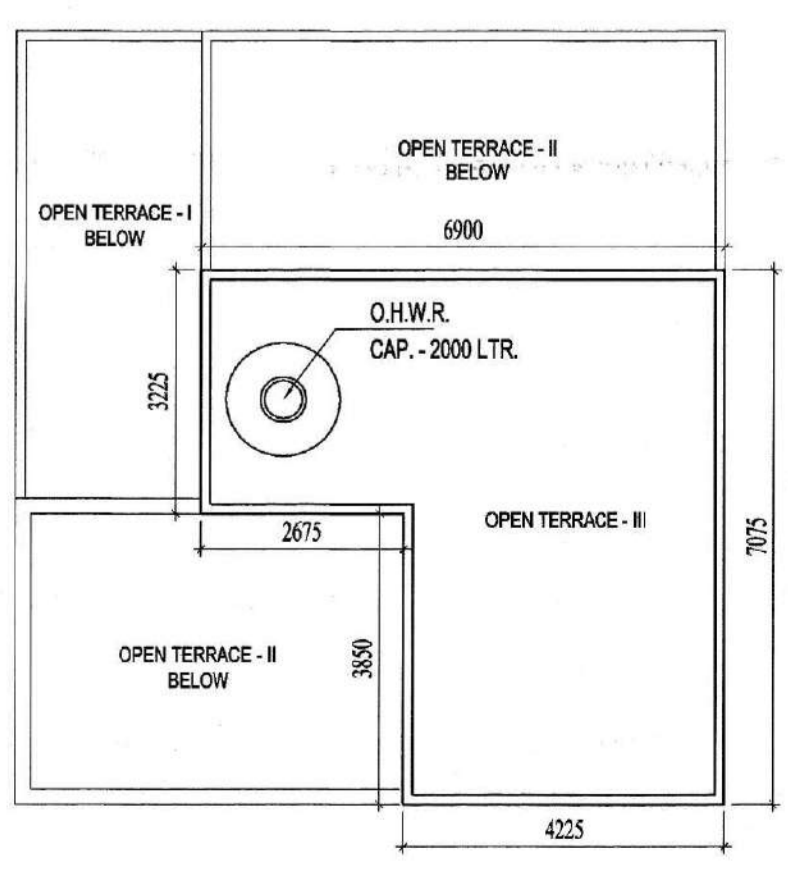 OPEN TERRACE - II
BELOW
OPEN TERRACE - I
BELOW
6900
O.H.W.R.
CAP. - 2000 LTR.
3225
OPEN TERRACE - III
7075
2675
OPEN TERRACE - II
BELOW
3850
4225